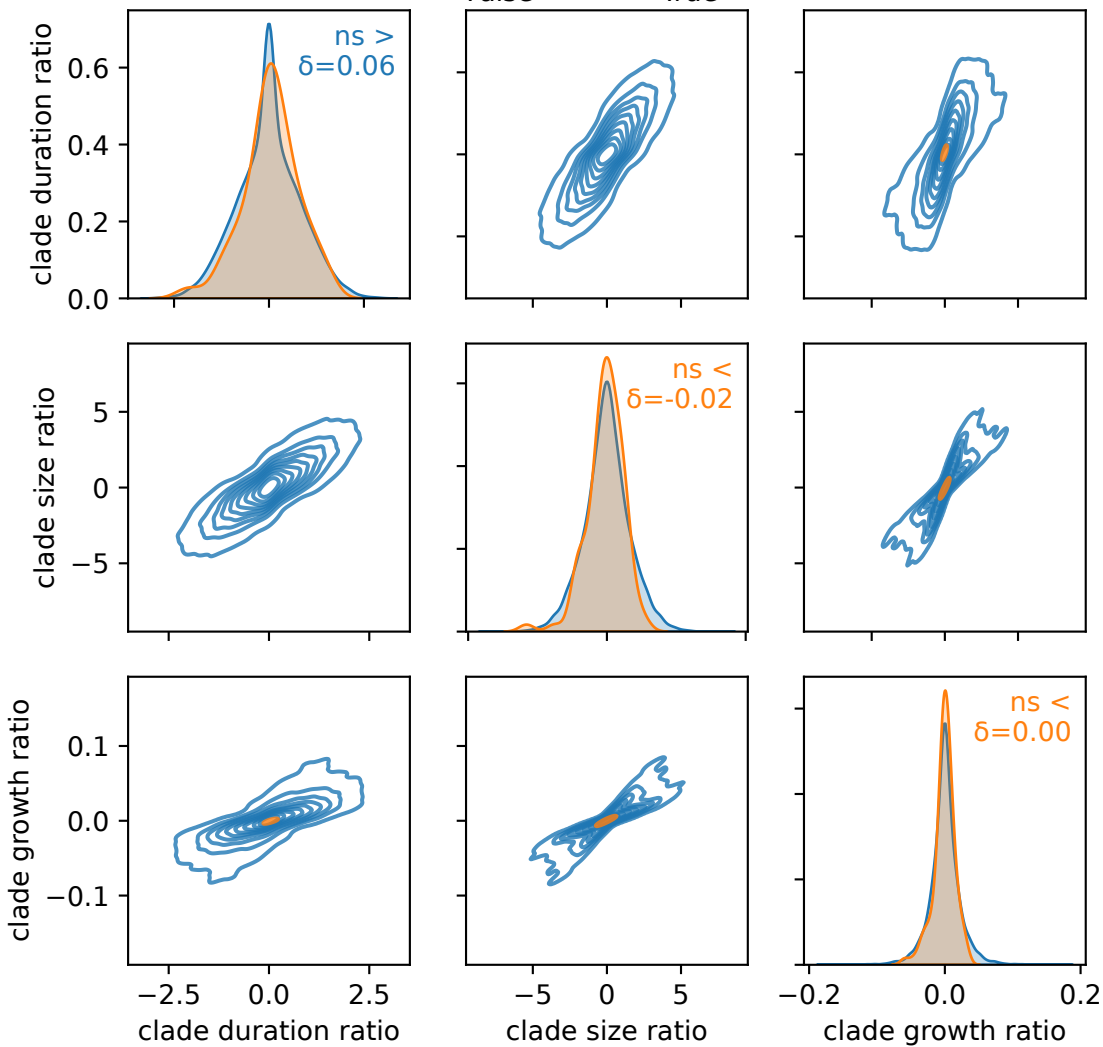 clade duration ratio
0.6
0.4
0.2
0.0
ns >
δ=0.06
clade size ratio
5
0
−5
ns <
δ=-0.02
clade growth ratio
0.1
0.0
−0.1
ns <
δ=0.00
−2.5 0.0 2.5
−5 0 5
−0.2 0.0 0.2
clade duration ratio
clade size ratio
clade growth ratio